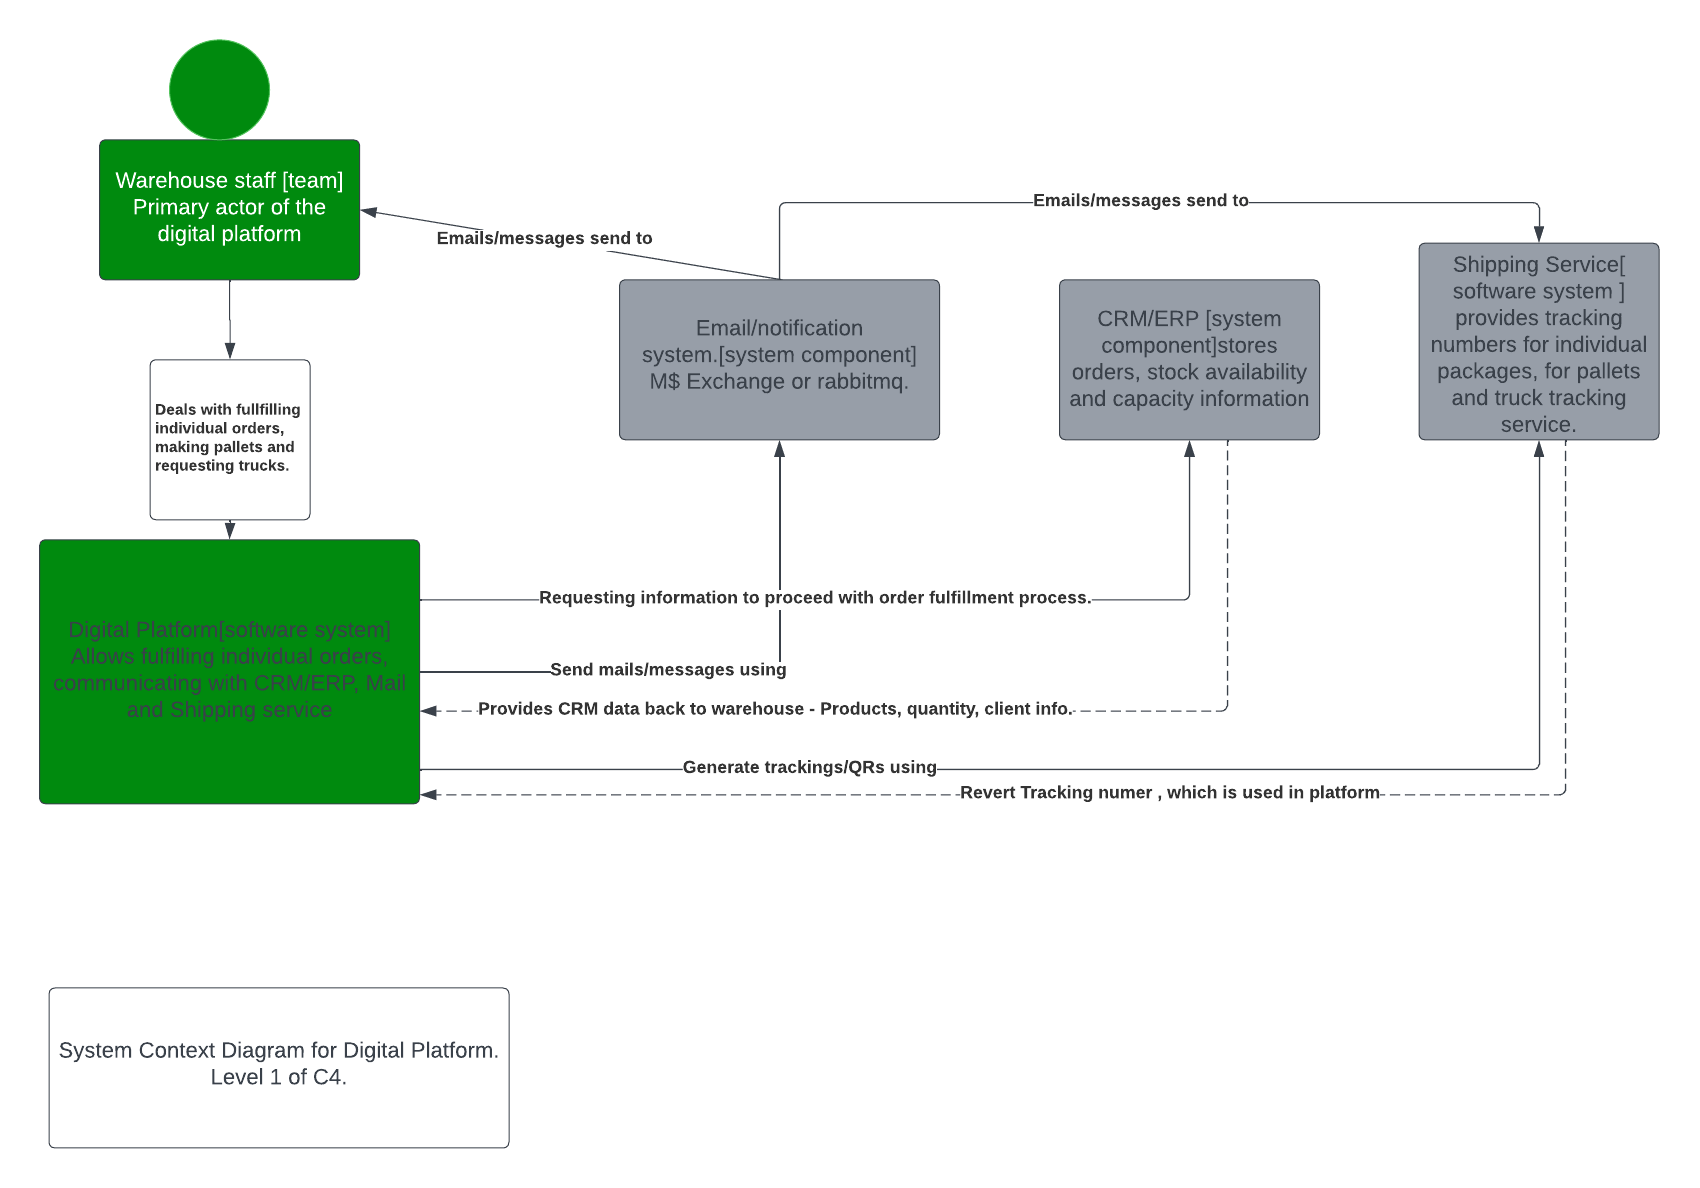 Warehouse staff [team]
Primary actor of the
digital platform
Emails/messages send to
Emails/messages send to
Email/notification
system.[system component]
M$ Exchange or rabbitmq.
CRM/ERP [system
component]stores
orders, stock availability
and capacity information
Shipping Service[
software system ]
provides tracking
numbers for individual
packages, for pallets
and truck tracking
service.
Deals with fullfilling
individual orders,
making pallets and
requesting trucks.
Digital Platform[software system]
Allows fulfilling individual orders,
communicating with CRM/ERP, Mail
and Shipping service
Requesting information to proceed with order fulfillment process.
Send mails/messages using
Provides CRM data back to warehouse - Products, quantity, client info.
Generate trackings/QRs using
Revert Tracking numer , which is used in platform
System Context Diagram for Digital Platform.
Level 1 of C4.